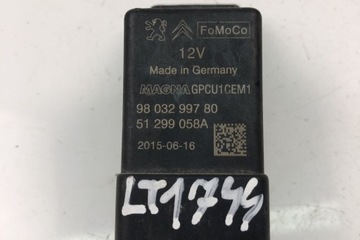 FoMoCo
12V
Made in Germany
MAGNA GPCU1CEM1
98 032 997 80
51 299 058A
2015-06-16
LT1744